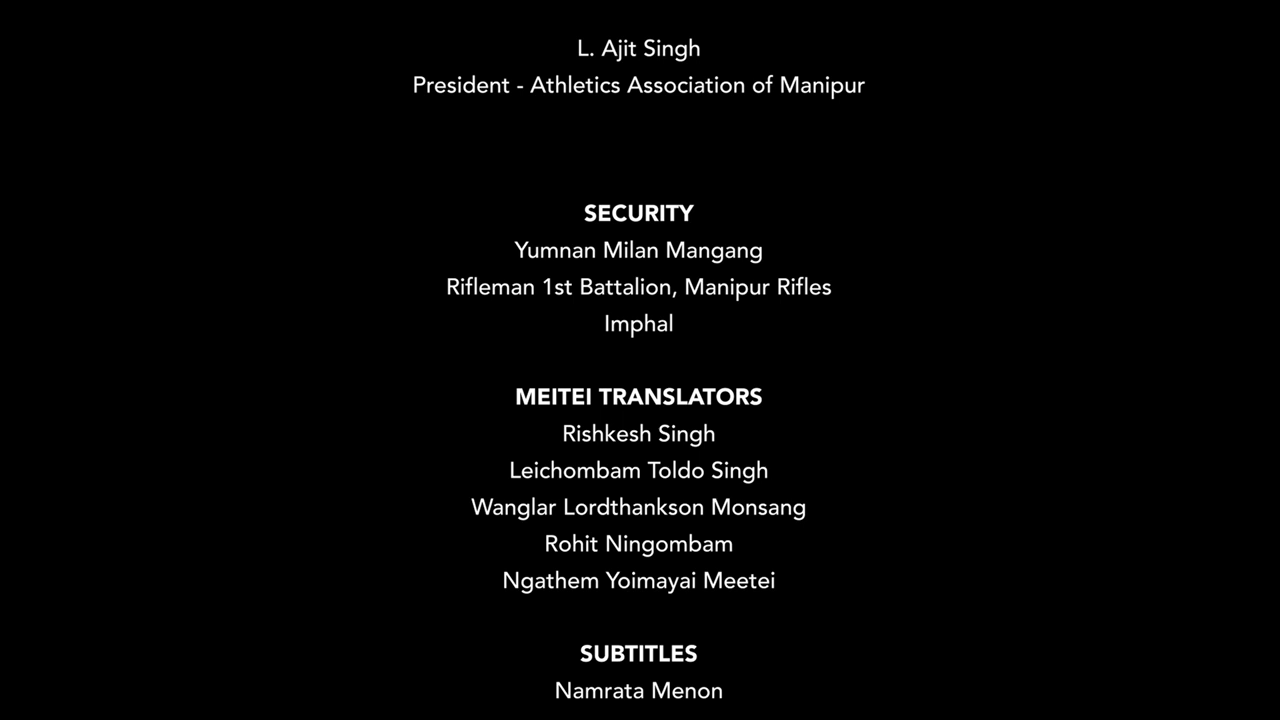 L. Ajit Singh
President - Athletics Association of Manipur
SECURITY
Yumnan Milan Mangang
Rifleman 1st Battalion, Manipur Rifles
Imphal
MEITEI TRANSLATORS
Rishkesh Singh
Leichombam Toldo Singh
Wanglar Lordthankson Monsang
Rohit Ningombam
Ngathem Yoimayai Meetei
SUBTITLES
Namrata Menon